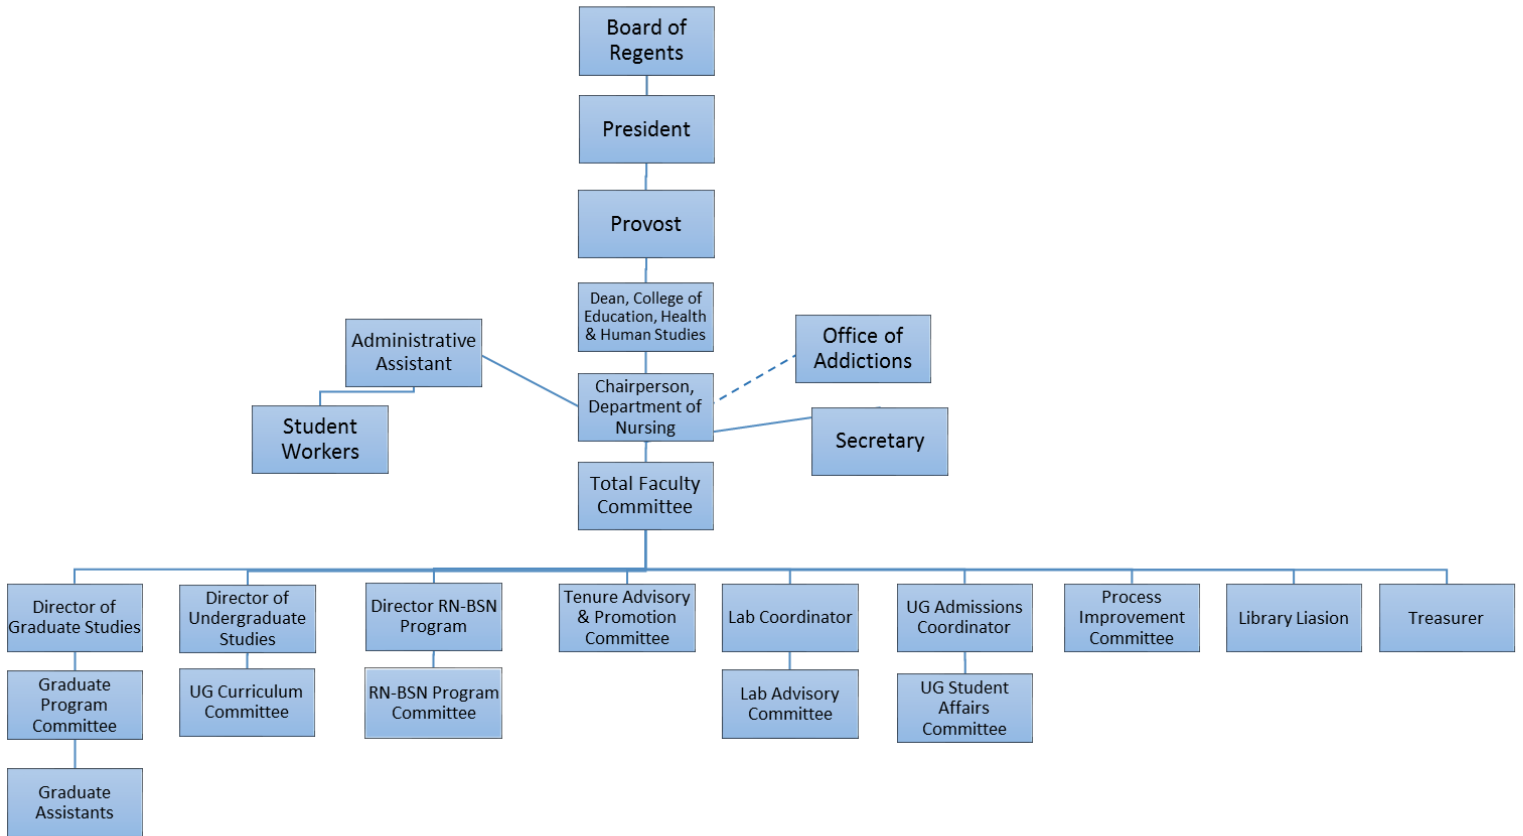 Board of
Regents
President
Provost
Dean, College of
Education, Health
& Human Studies
Administrative
Assistant
Office of
Addictions
Chairperson,
Department of
Nursing
Student
Workers
Secretary
Total Faculty
Committee
Director of
Graduate Studies
Director of
Undergraduate
Studies
Director RN-BSN
Program
Tenure Advisory
& Promotion
Committee
Lab Coordinator
UG Admissions
Coordinator
Process
Improvement
Committee
Library Liasion
Treasurer
Graduate
Program
Committee
UG Curriculum
Committee
RN-BSN Program
Committee
Lab Advisory
Committee
UG Student
Affairs
Committee
Graduate
Assistants